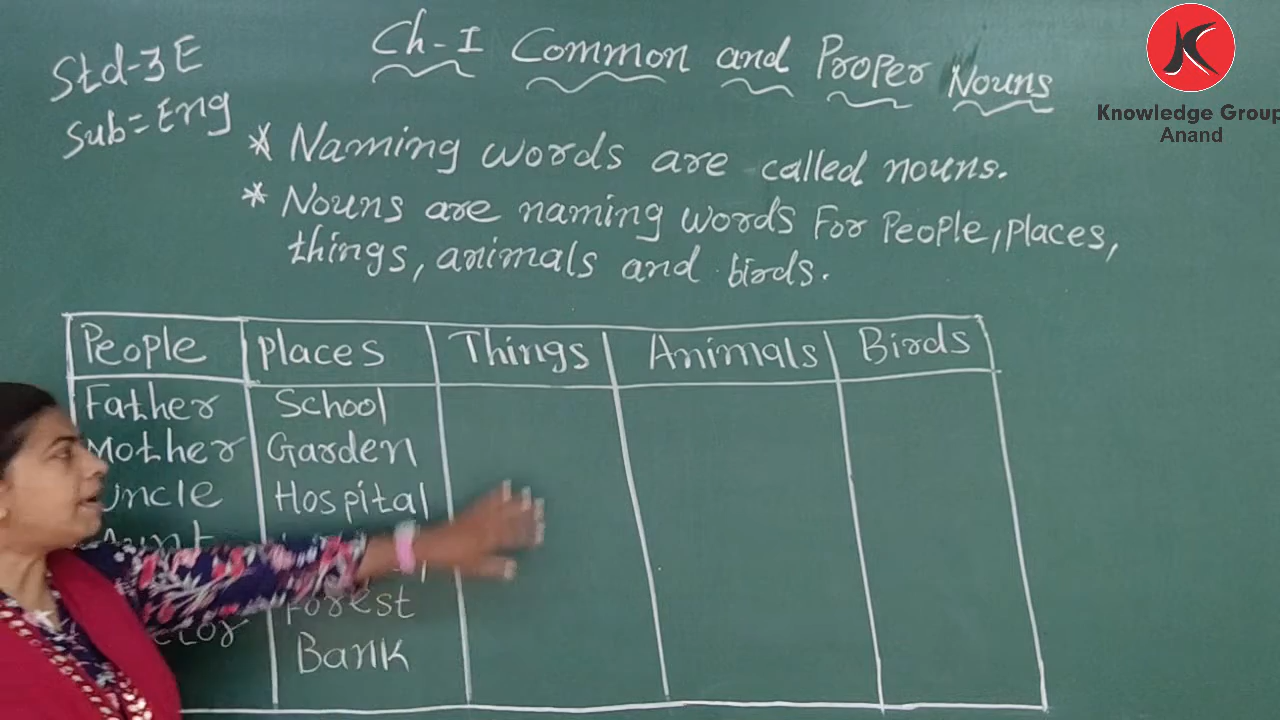 Std-3E
Sub=Eng
Ch-I Common and Proper Nouns
Knowledge Group
Anand
* Naming words are called nouns.
* Nouns are naming words For People, places,
things, animals and birds.
People Places Things Animals Birds
Father School
Mother Garden
Uncle Hospital
Aunt
Forest
Bank